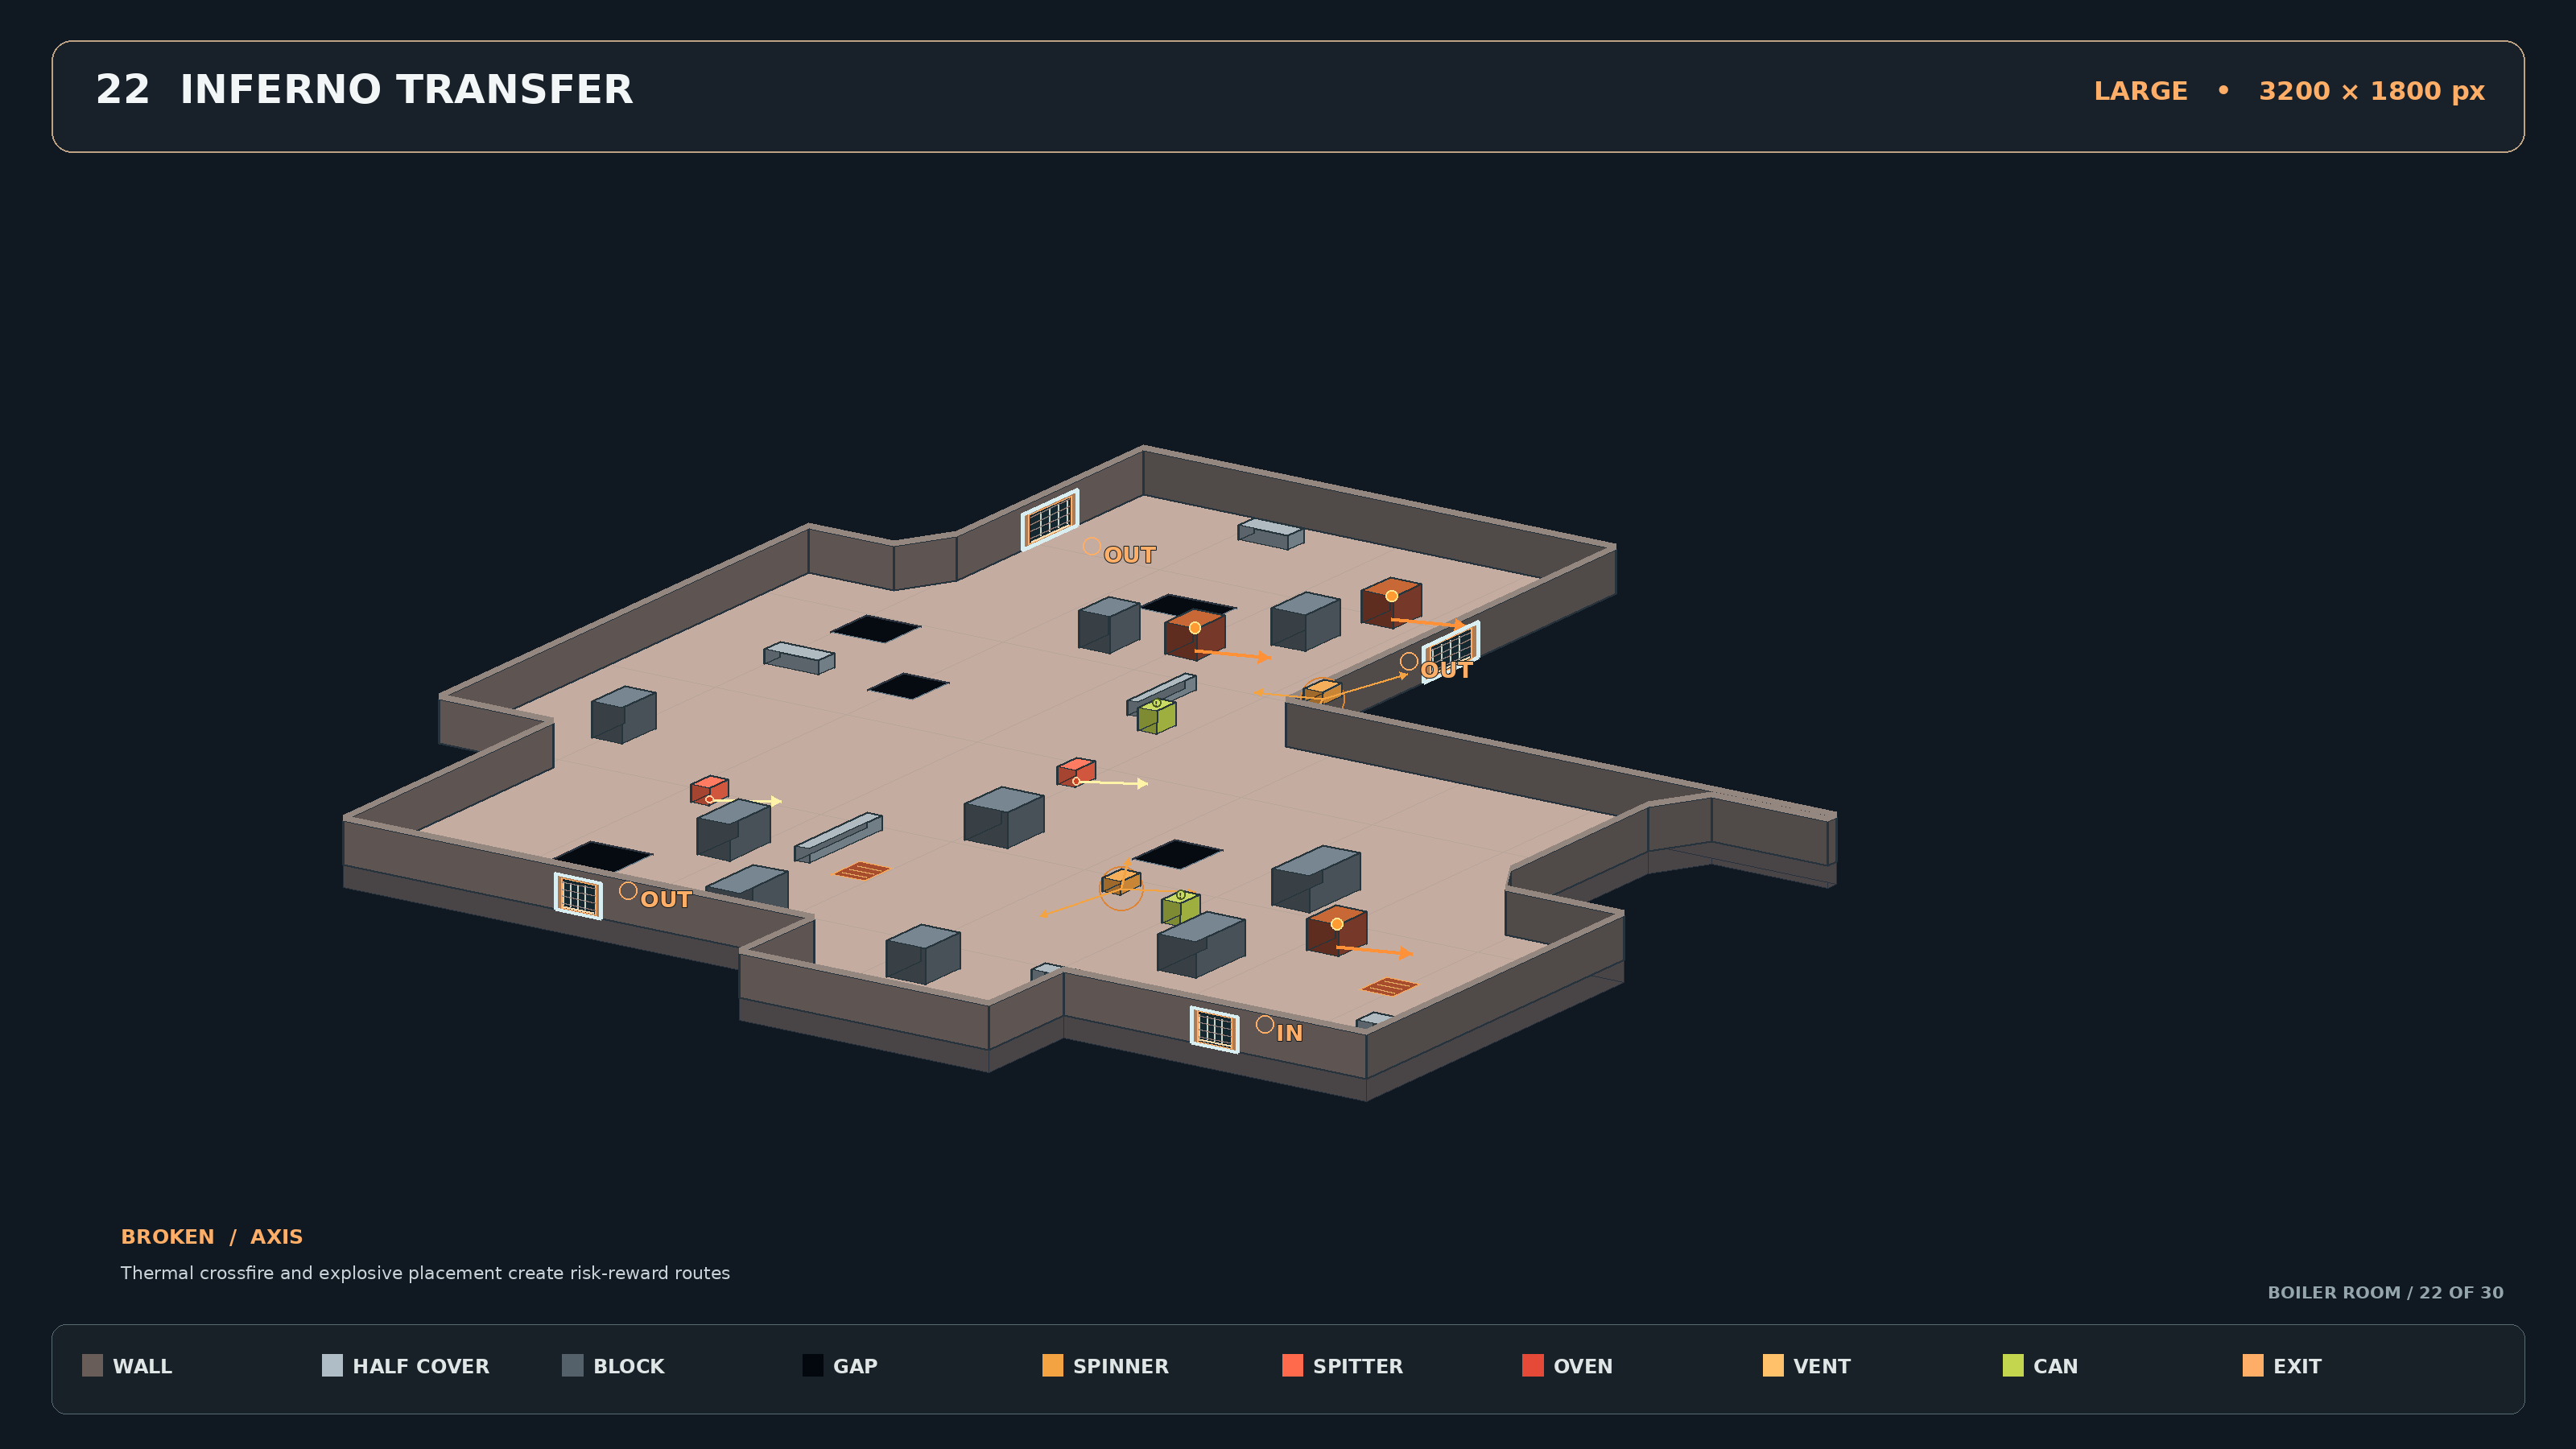 22 INFERNO TRANSFER
LARGE • 3200 × 1800 px
OUT
OUT
OUT
IN
BROKEN / AXIS
Thermal crossfire and explosive placement create risk-reward routes
BOILER ROOM / 22 OF 30
WALL
HALF COVER
BLOCK
GAP
SPINNER
SPITTER
OVEN
VENT
CAN
EXIT